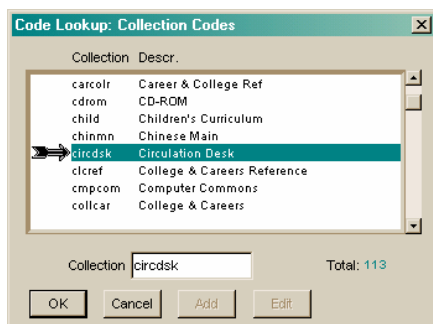 Code Lookup: Collection Codes
Collection Descr.
carcolr Career & College Ref
cdrom CD-ROM
child Children's Curriculum
chinmn Chinese Main
circdsk Circulation Desk
clcref College & Careers Reference
cmpcom Computer Commons
collcar College & Careers
Collection circdsk Total: 113
OK Cancel Add Edit